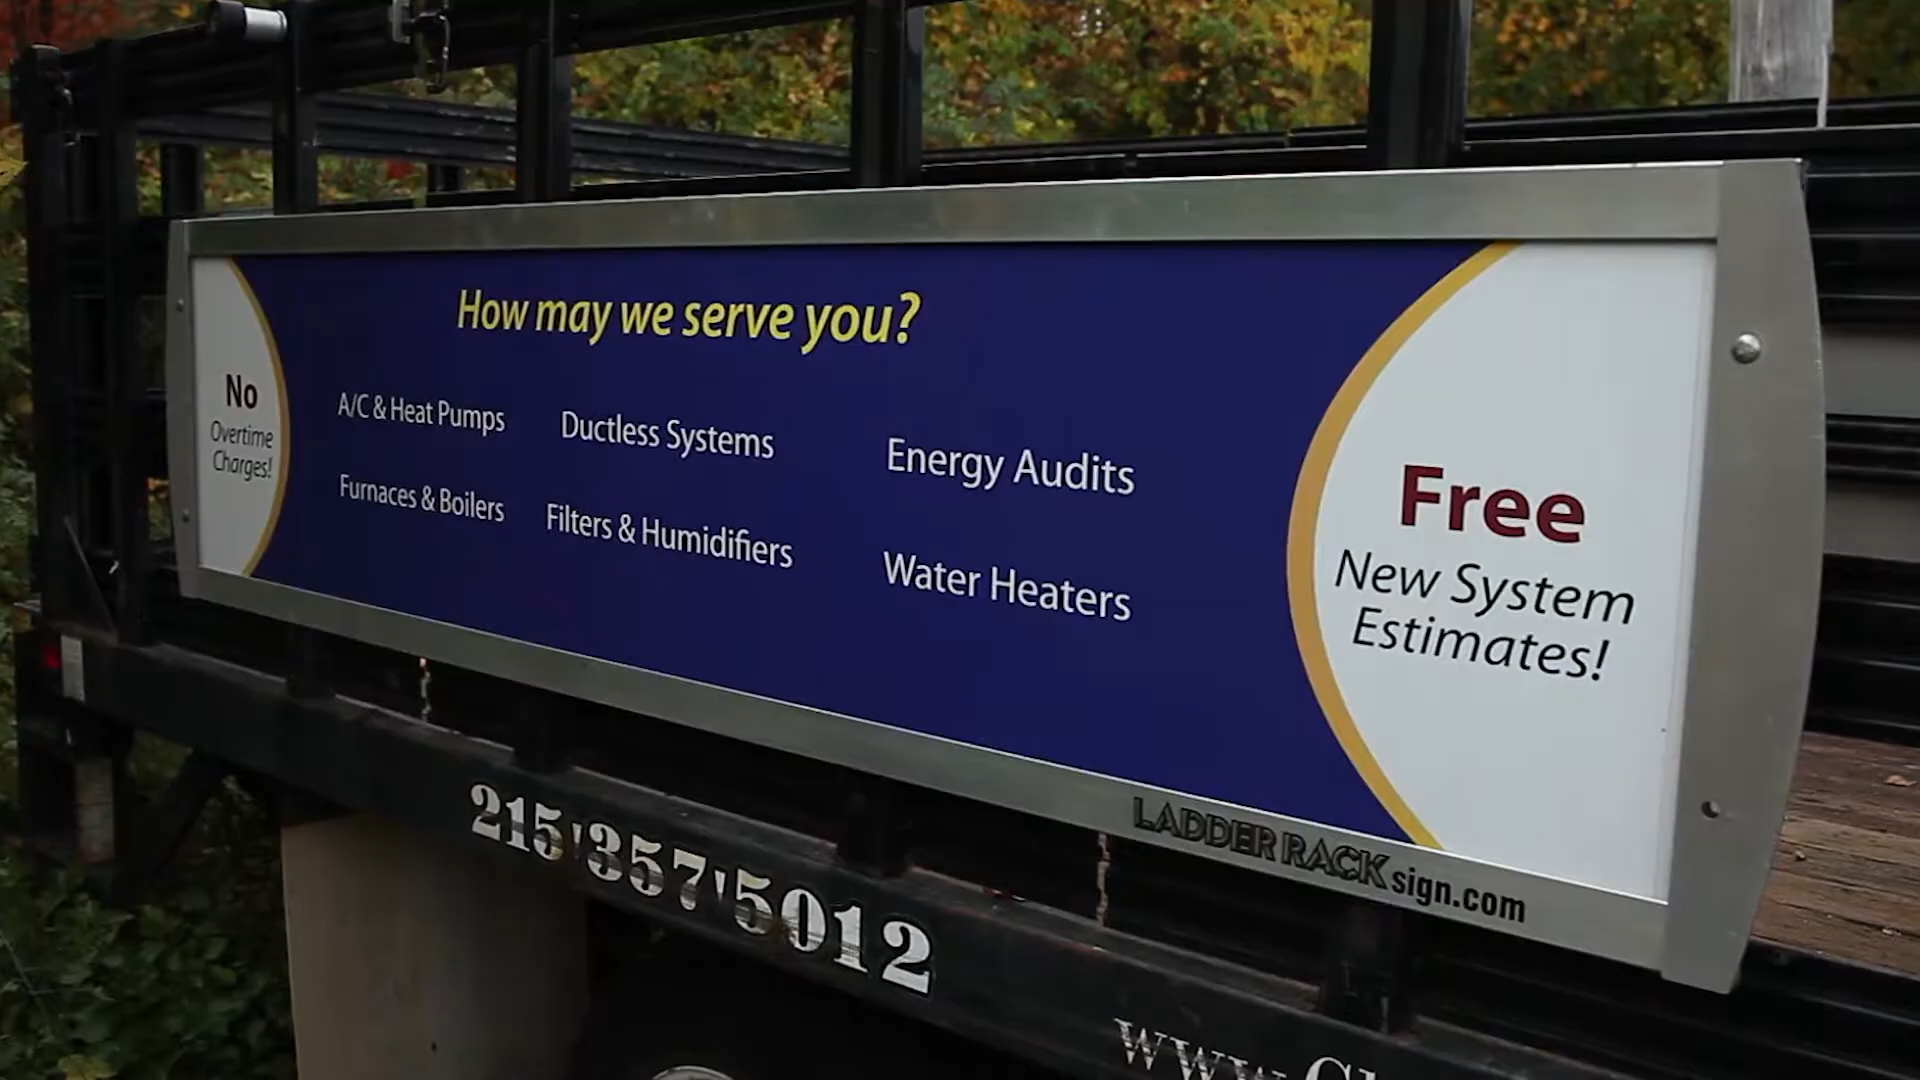 How may we serve you?
No
Overtime
Charges!
A/C & Heat Pumps
Ductless Systems
Energy Audits
Furnaces & Boilers
Filters & Humidifiers
Water Heaters
Free
New System
Estimates!
LADDER RACK sign.com
215'357'5012